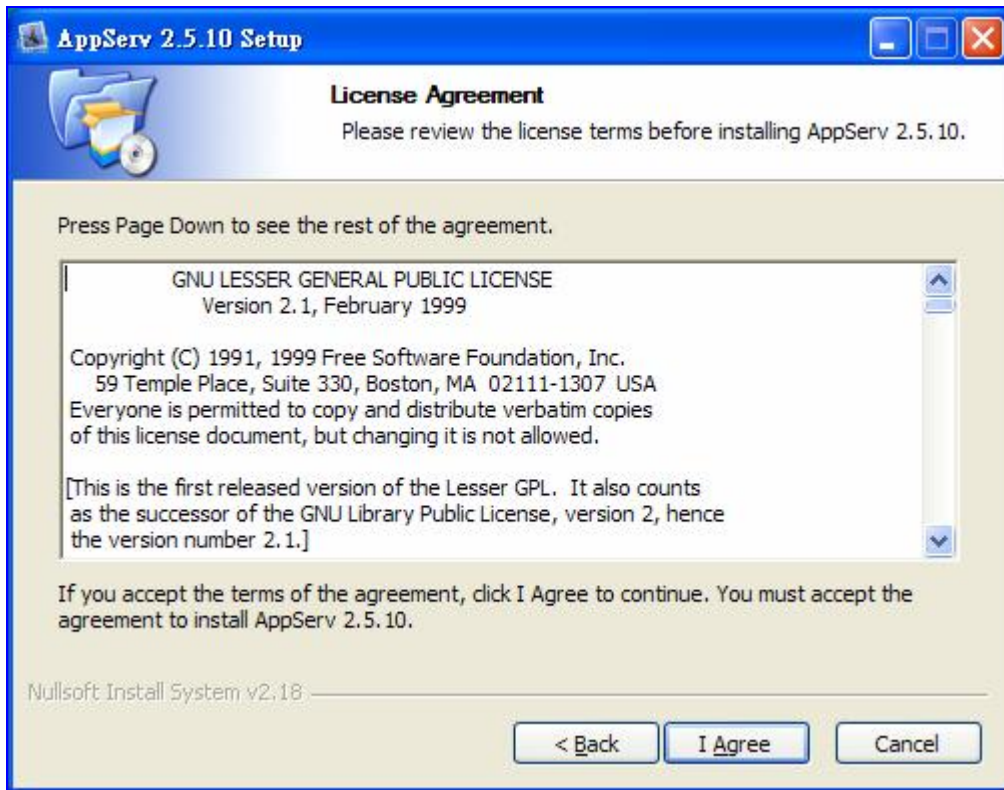 AppServ 2.5.10 Setup
License Agreement
Please review the license terms before installing AppServ 2.5.10.
Press Page Down to see the rest of the agreement.
GNU LESSER GENERAL PUBLIC LICENSE
Version 2.1, February 1999
Copyright (C) 1991, 1999 Free Software Foundation, Inc.
59 Temple Place, Suite 330, Boston, MA  02111-1307  USA
Everyone is permitted to copy and distribute verbatim copies
of this license document, but changing it is not allowed.
[This is the first released version of the Lesser GPL.  It also counts
as the successor of the GNU Library Public License, version 2, hence
the version number 2.1.]
If you accept the terms of the agreement, click I Agree to continue. You must accept the
agreement to install AppServ 2.5.10.
Nullsoft Install System v2.18
< Back
I Agree
Cancel